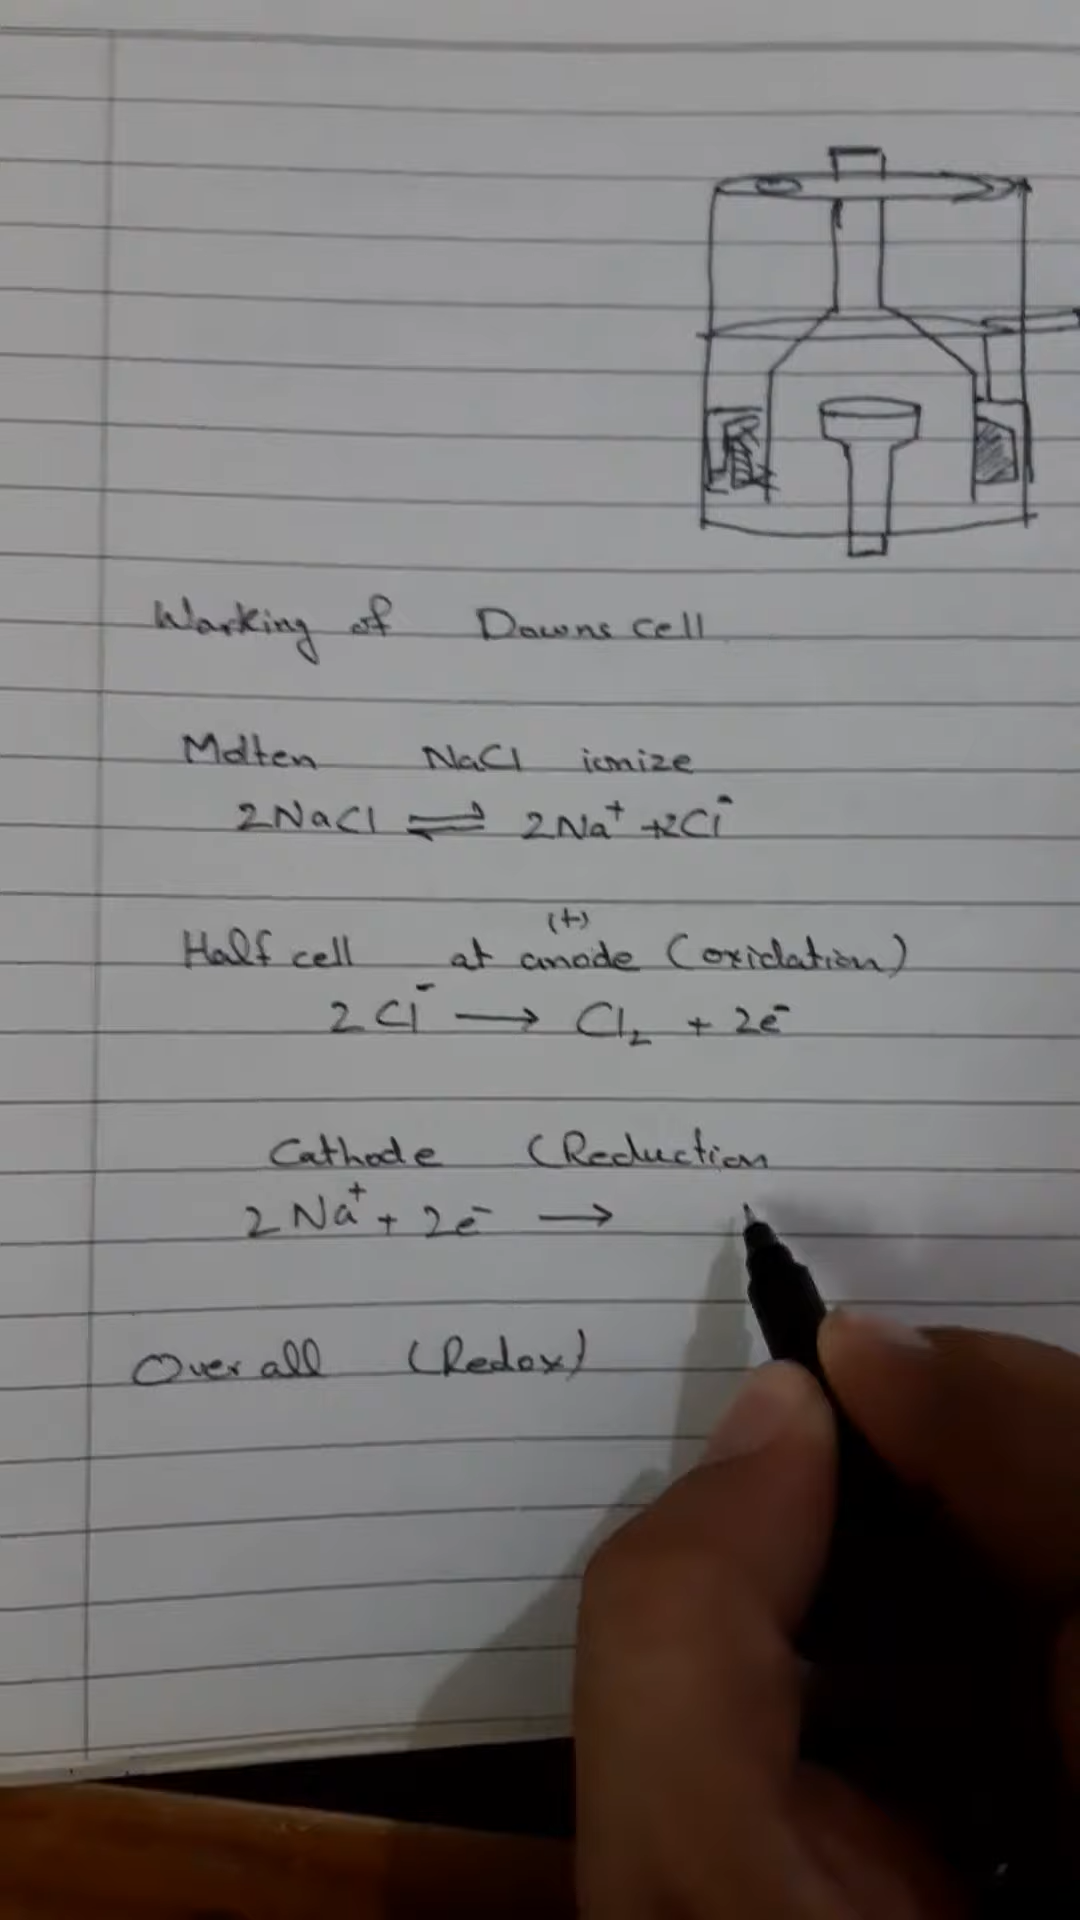 Working of Downs cell
Molten NaCl ionize
2NaCl ⇌ 2Na⁺ + 2Cl⁻
(+)
Half cell at anode (oxidation)
2Cl⁻ → Cl₂ + 2e⁻
Cathode (Reduction
2Na⁺ + 2e⁻ →
Over all (Redox)